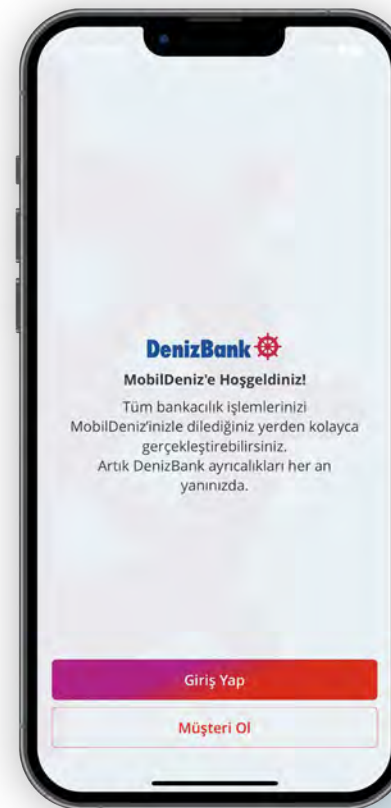 DenizBank
MobilDeniz'e Hoşgeldiniz!
Tüm bankacılık işlemlerinizi
MobilDeniz'inizle dilediğiniz yerden kolayca
gerçekleştirebilirsiniz.
Artık DenizBank ayrıcalıkları her an
yanınızda.
Giriş Yap
Müşteri Ol